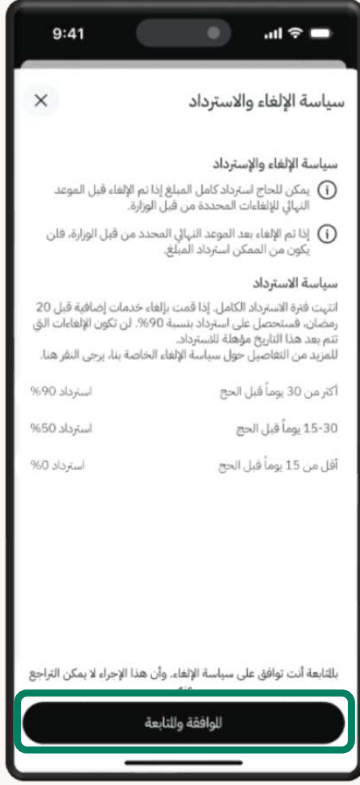 9:41
سياسة الإلغاء والاسترداد
سياسة الإلغاء والإسترداد
يمكن للحاج استرداد كامل المبلغ إذا تم الإلغاء قبل الموعد
النهائي للإلغاءات المحددة من قبل الوزارة.
إذا تم الإلغاء بعد الموعد النهائي المحدد من قبل الوزارة، فلن
يكون من الممكن استرداد المبلغ.
سياسة الاسترداد
انتهت فترة الاسترداد الكامل. إذا قمت بإلغاء خدمات إضافية قبل 20
رمضان، فستحصل على استرداد بنسبة 90%. لن تكون الإلغاءات التي
تتم بعد هذا التاريخ مؤهلة للاسترداد.
للمزيد من التفاصيل حول سياسة الإلغاء الخاصة بنا، يرجى النقر هنا.
أكثر من 30 يوماً قبل الحج استرداد 90%
15-30 يوماً قبل الحج استرداد 50%
أقل من 15 يوماً قبل الحج استرداد 0%
بالمتابعة أنت توافق على سياسة الإلغاء. وأن هذا الإجراء لا يمكن التراجع
الموافقة والمتابعة